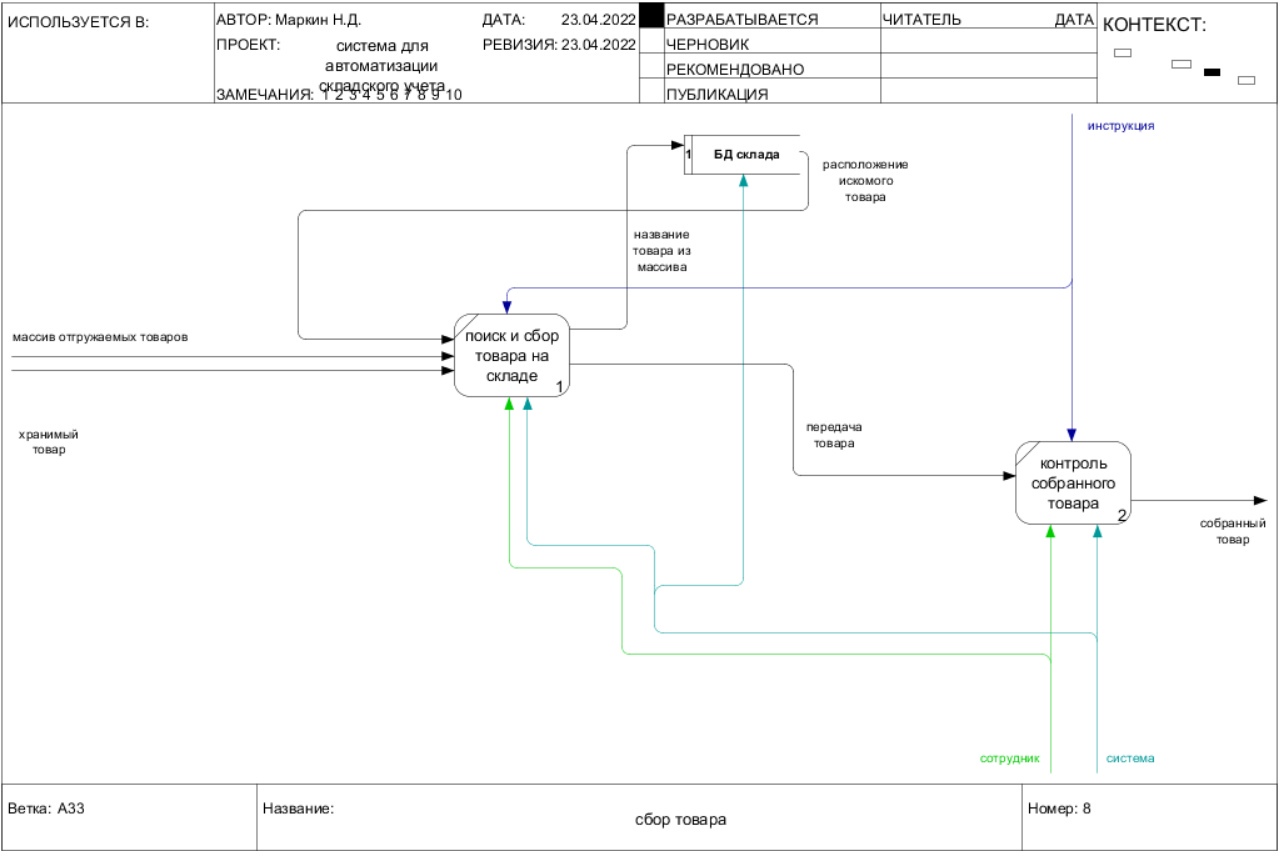 ИСПОЛЬЗУЕТСЯ В:
АВТОР: Маркин Н.Д.
ДАТА: 23.04.2022
РАЗРАБАТЫВАЕТСЯ
ЧИТАТЕЛЬ
ДАТА
КОНТЕКСТ:
ПРОЕКТ:
система для
автоматизации
складского учета
РЕВИЗИЯ: 23.04.2022
ЧЕРНОВИК
РЕКОМЕНДОВАНО
ЗАМЕЧАНИЯ: 1 2 3 4 5 6 7 8 9 10
ПУБЛИКАЦИЯ
инструкция
1
БД склада
расположение
искомого
товара
название
товара из
массива
массив отгружаемых товаров
поиск и сбор
товара на
складе
1
хранимый
товар
передача
товара
контроль
собранного
товара
2
собранный
товар
сотрудник
система
Ветка: A33
Название:
сбор товара
Номер: 8